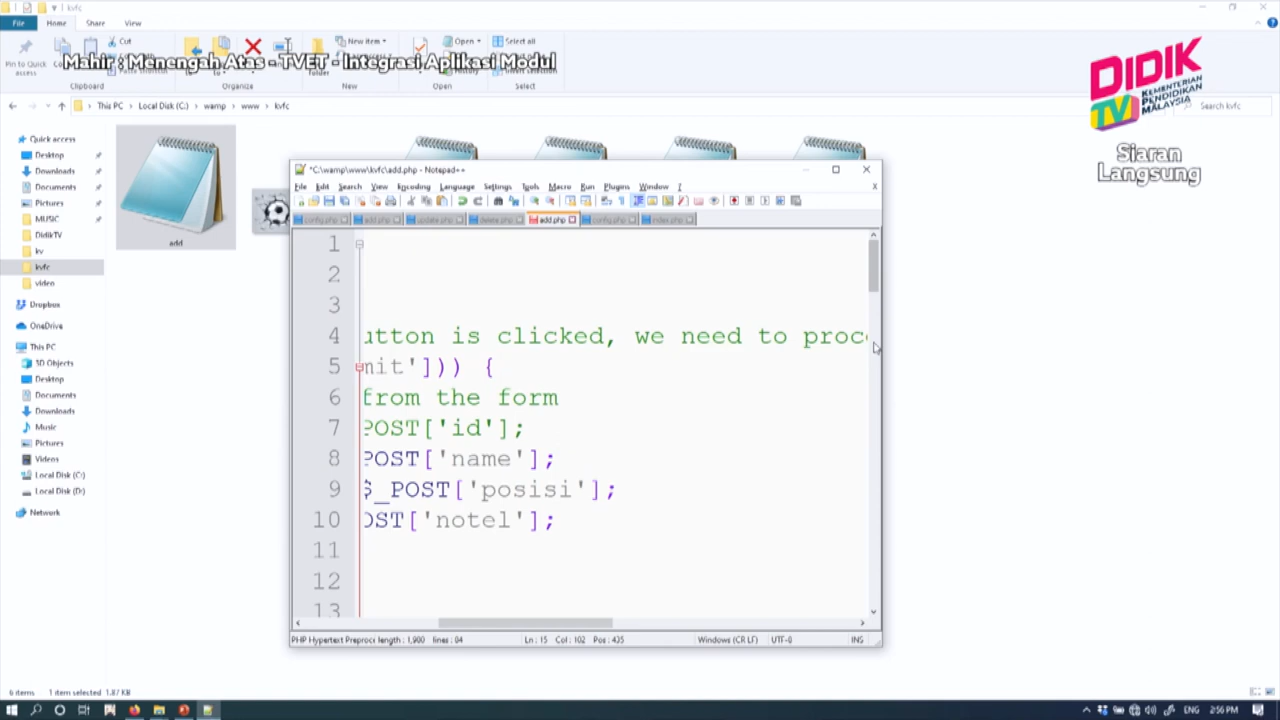 kvfc
File Home Share View
Cut
New item
Open
Select all
Mahir : Menengah Atas - TVET - Integrasi Aplikasi Modul
Clipboard Organize New Open Select
This PC > Local Disk (C:) > wamp > www > kvfc
Search kvfc
DIDIK
TV
KEMENTERIAN
PENDIDIKAN
MALAYSIA
Siaran
Langsung
Quick access
Desktop
Downloads
Documents
Pictures
MUSIC
DidikTV
kv
kvfc
video
Dropbox
OneDrive
This PC
3D Objects
Desktop
Documents
Downloads
Music
Pictures
Videos
Local Disk (C:)
Local Disk (D:)
Network
add
*C:\wamp\www\kvfc\add.php - Notepad++
File Edit Search View Encoding Language Settings Tools Macro Run Plugins Window ?
config.php add.php update.php delete.php add.php config.php index.php
1
2
3
4 utton is clicked, we need to proc
5 mit'])) {
6 from the form
7 POST['id'];
8 POST['name'];
9 $_POST['posisi'];
10 OST['notel'];
11
12
13
PHP Hypertext Preproce length : 1,900 lines : 84 Ln : 15 Col : 102 Pos : 435 Windows (CR LF) UTF-8 INS
6 items 1 item selected 1.87 KB
ENG 2:56 PM